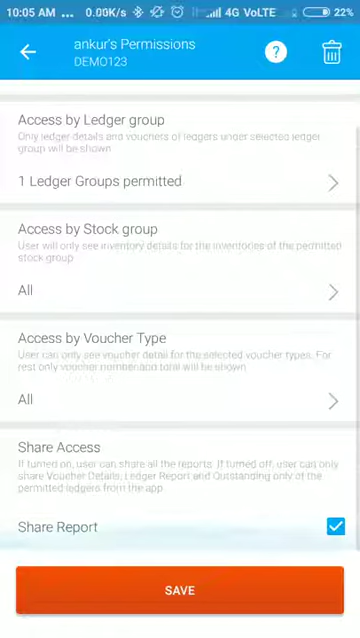 10:05 AM ... 0.00K/s 4G VoLTE 22%
ankur's Permissions
DEMO123
?
Access by Ledger group
Only ledger details and vouchers of ledgers under selected ledger
group will be shown
1 Ledger Groups permitted
Access by Stock group
User will only see inventory details for the inventories of the permitted
stock group
All
Access by Voucher Type
User can only see voucher detail for the selected voucher types. For
rest only voucher number and total will be shown
All
Share Access
If turned on, user can share all the reports. If turned off, user can only
share Voucher Details, Ledger Report and Outstanding only of the
permitted ledgers from the app
Share Report
SAVE